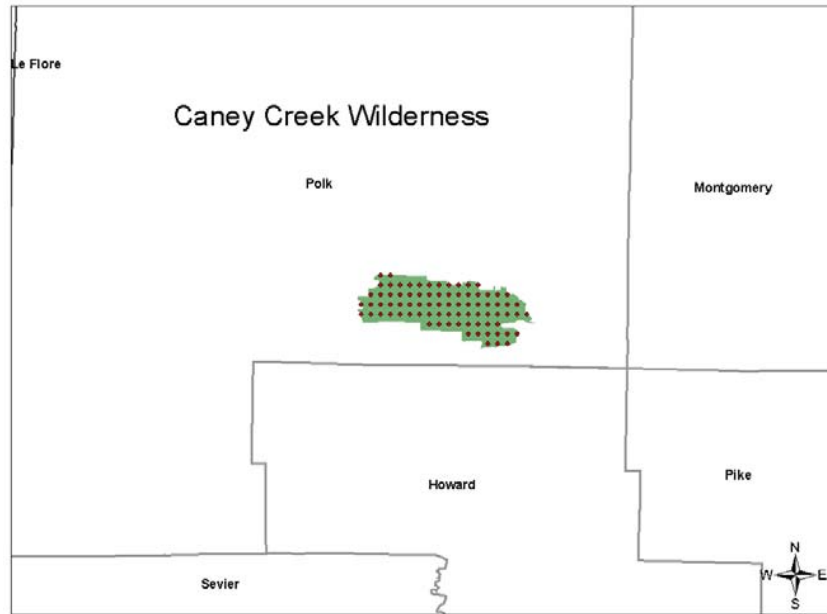 Le Flore
Caney Creek Wilderness
Polk
Montgomery
Pike
Howard
Sevier
N
W E
S